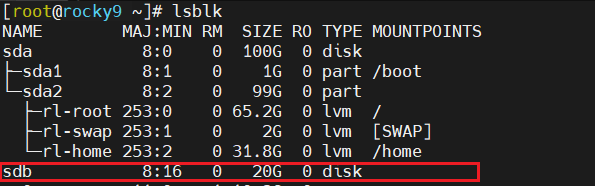 [root@rocky9 ~]# lsblk
NAME        MAJ:MIN RM  SIZE RO TYPE MOUNTPOINTS
sda           8:0    0  100G  0 disk
├─sda1        8:1    0    1G  0 part /boot
└─sda2        8:2    0   99G  0 part
  ├─rl-root 253:0    0 65.2G  0 lvm  /
  ├─rl-swap 253:1    0    2G  0 lvm  [SWAP]
  └─rl-home 253:2    0 31.8G  0 lvm  /home
sdb           8:16   0   20G  0 disk